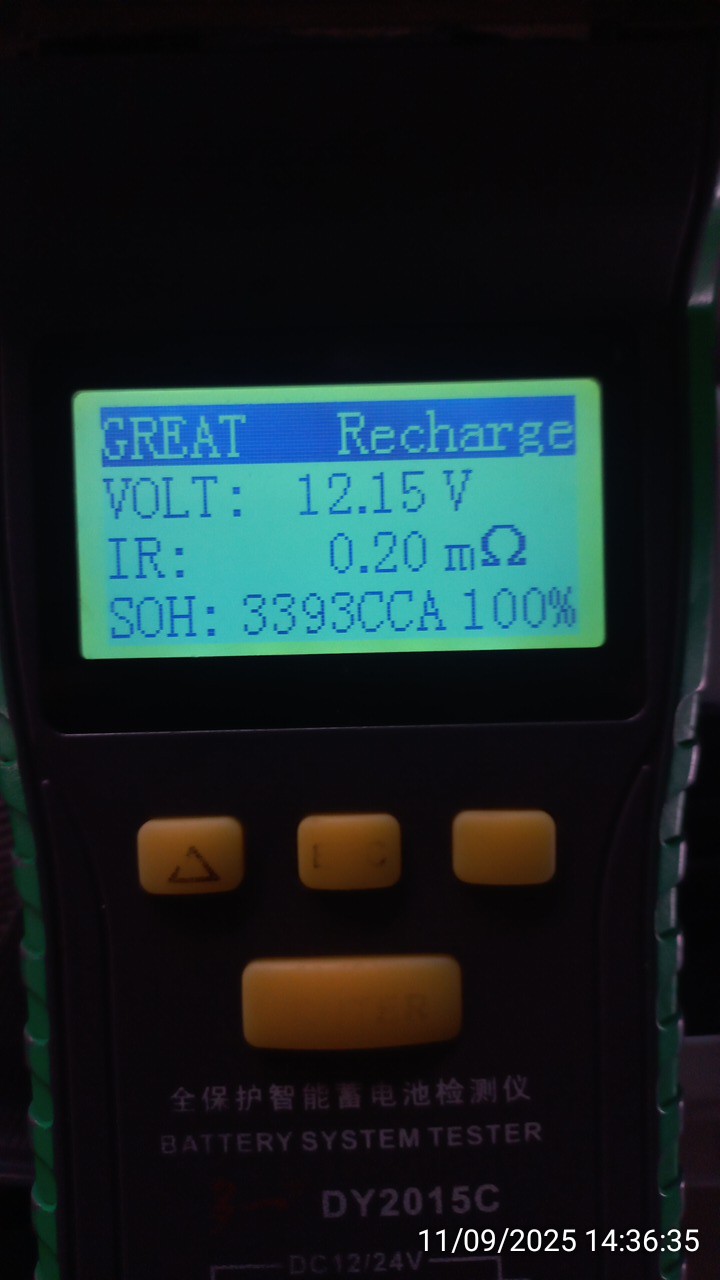 GREAT Recharge
VOLT: 12.15 V
IR: 0.20 mΩ
SOH: 3393CCA 100%
全保护智能蓄电池检测仪
BATTERY SYSTEM TESTER
DY2015C
DC12/24V
11/09/2025 14:36:35